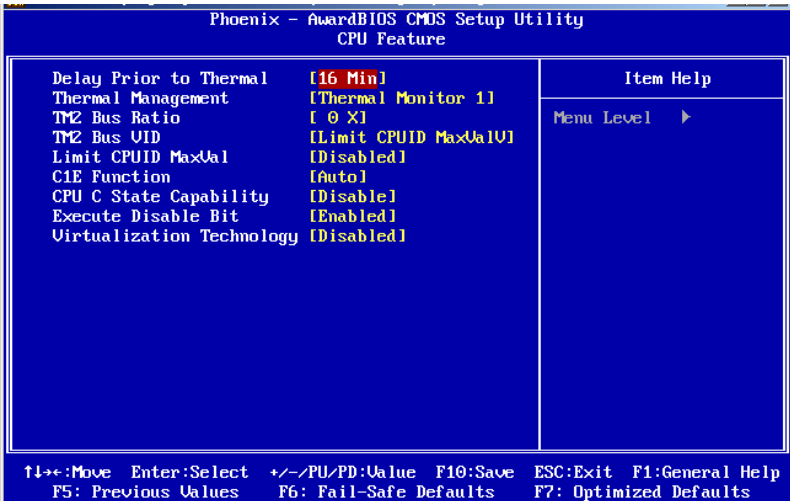 Phoenix - AwardBIOS CMOS Setup Utility
CPU Feature
Delay Prior to Thermal [16 Min]
Thermal Management [Thermal Monitor 1]
TM2 Bus Ratio [ 0 X]
TM2 Bus VID [Limit CPUID MaxValV]
Limit CPUID MaxVal [Disabled]
C1E Function [Auto]
CPU C State Capability [Disable]
Execute Disable Bit [Enabled]
Virtualization Technology [Disabled]
Item Help
Menu Level ▶
↑↓→←:Move Enter:Select +/-/PU/PD:Value F10:Save ESC:Exit F1:General Help
F5: Previous Values F6: Fail-Safe Defaults F7: Optimized Defaults